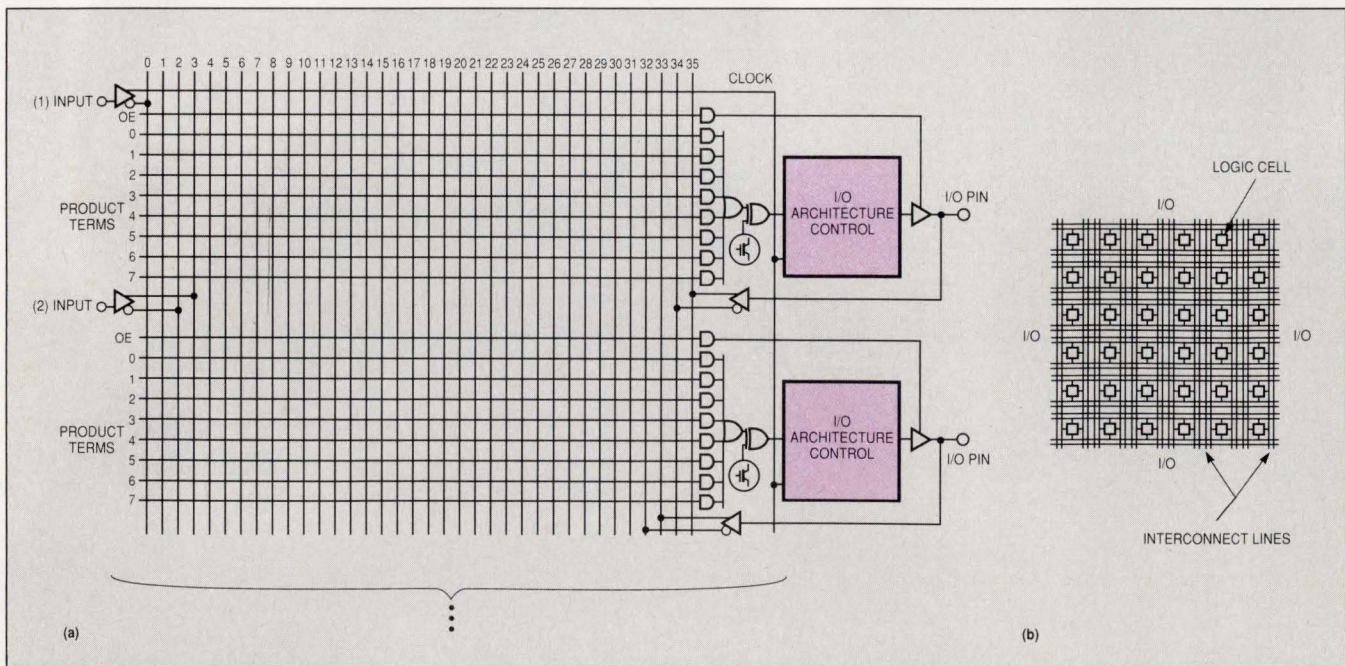 0 1 2 3 4 5 6 7 8 9 10 11 12 13 14 15 16 17 18 19 20 21 22 23 24 25 26 27 28 29 30 31 32 33 34 35
CLOCK
(1) INPUT
OE
0
1
2
3
PRODUCT
TERMS
4
5
6
7
I/O
ARCHITECTURE
CONTROL
I/O PIN
(2) INPUT
OE
0
1
2
3
PRODUCT
TERMS
4
5
6
7
I/O
ARCHITECTURE
CONTROL
I/O PIN
(a)
LOGIC CELL
I/O
I/O
I/O
I/O
INTERCONNECT LINES
(b)